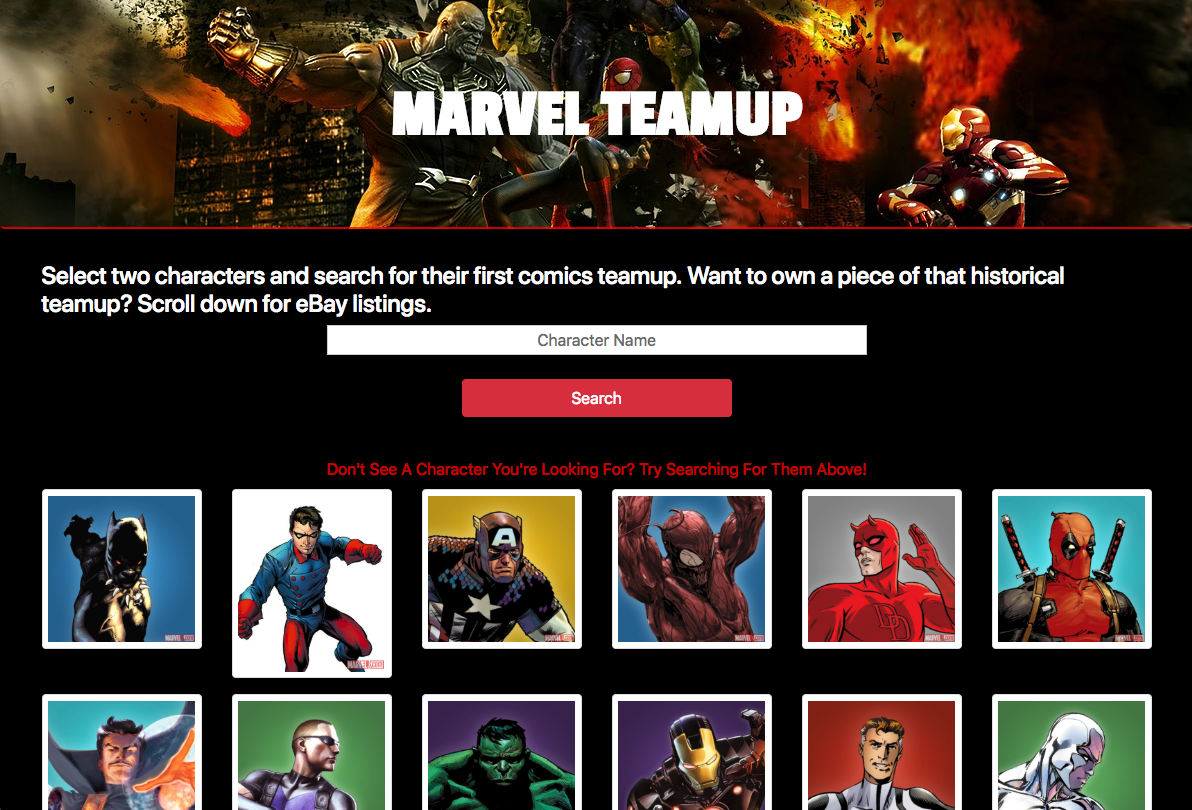 MARVEL TEAMUP
Select two characters and search for their first comics teamup. Want to own a piece of that historical
teamup? Scroll down for eBay listings.
Character Name
Search
Don't See A Character You're Looking For? Try Searching For Them Above!
A
DD